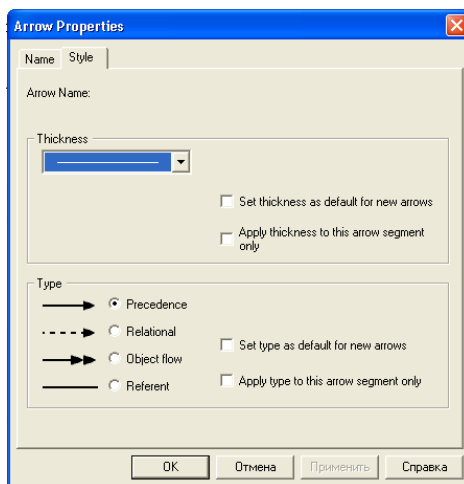 Arrow Properties
Name Style
Arrow Name:
Thickness
Set thickness as default for new arrows
Apply thickness to this arrow segment
only
Type
Precedence
Relational
Set type as default for new arrows
Object flow
Apply type to this arrow segment only
Referent
OK Отмена Применить Справка